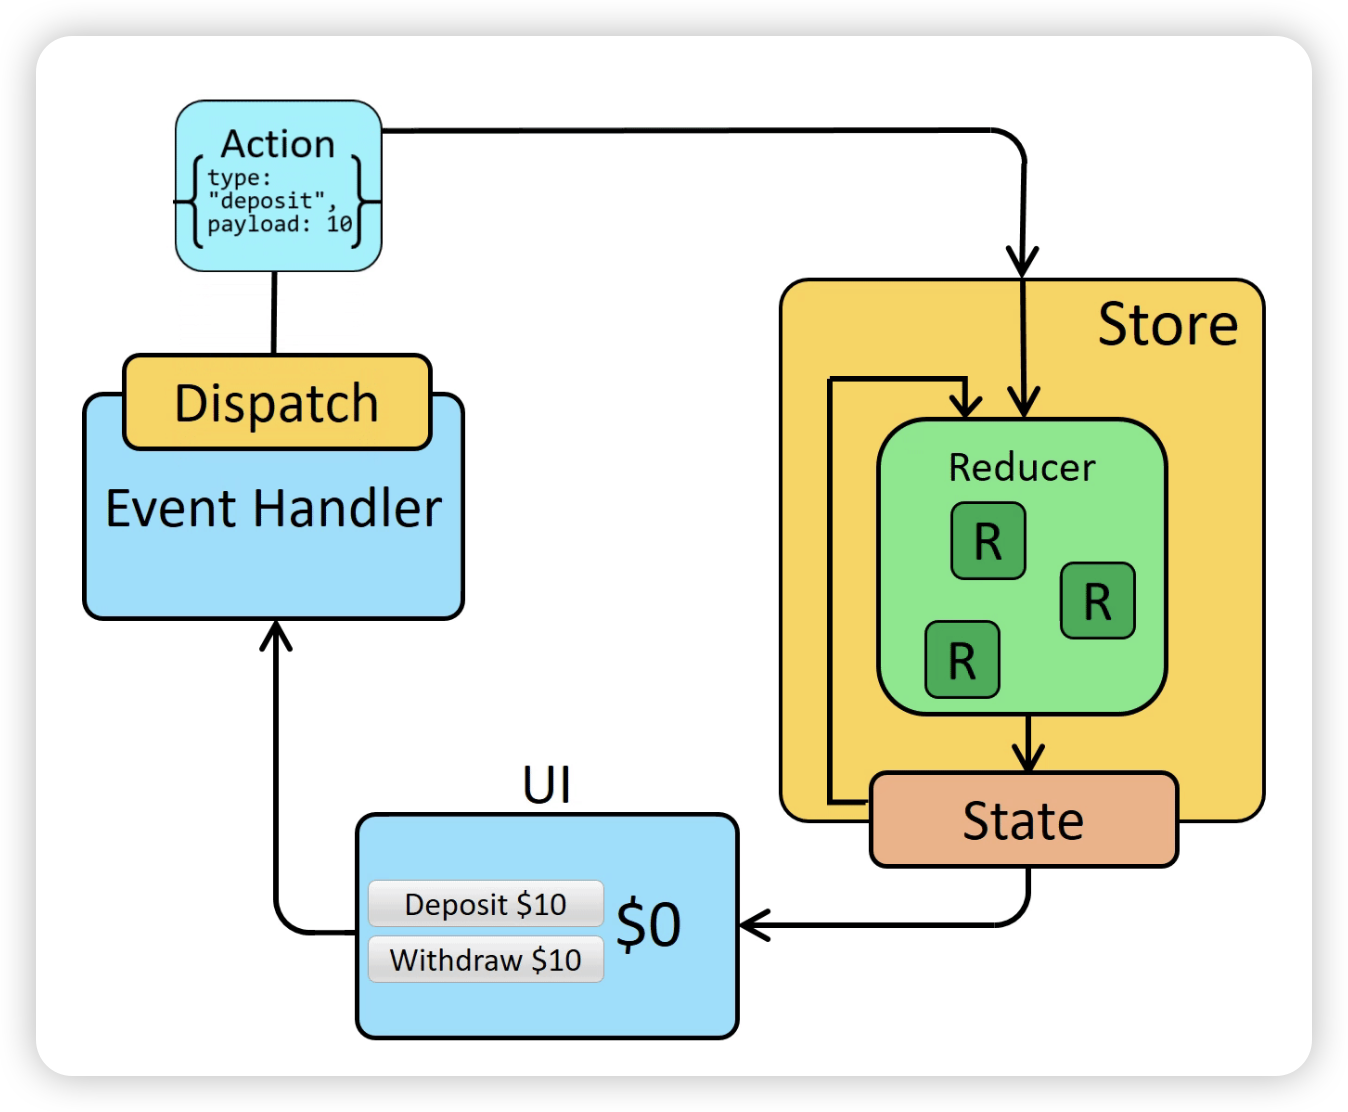 Action
type:
"deposit",
payload: 10
Dispatch
Event Handler
Store
Reducer
R
R
R
State
UI
Deposit $10
Withdraw $10
$0